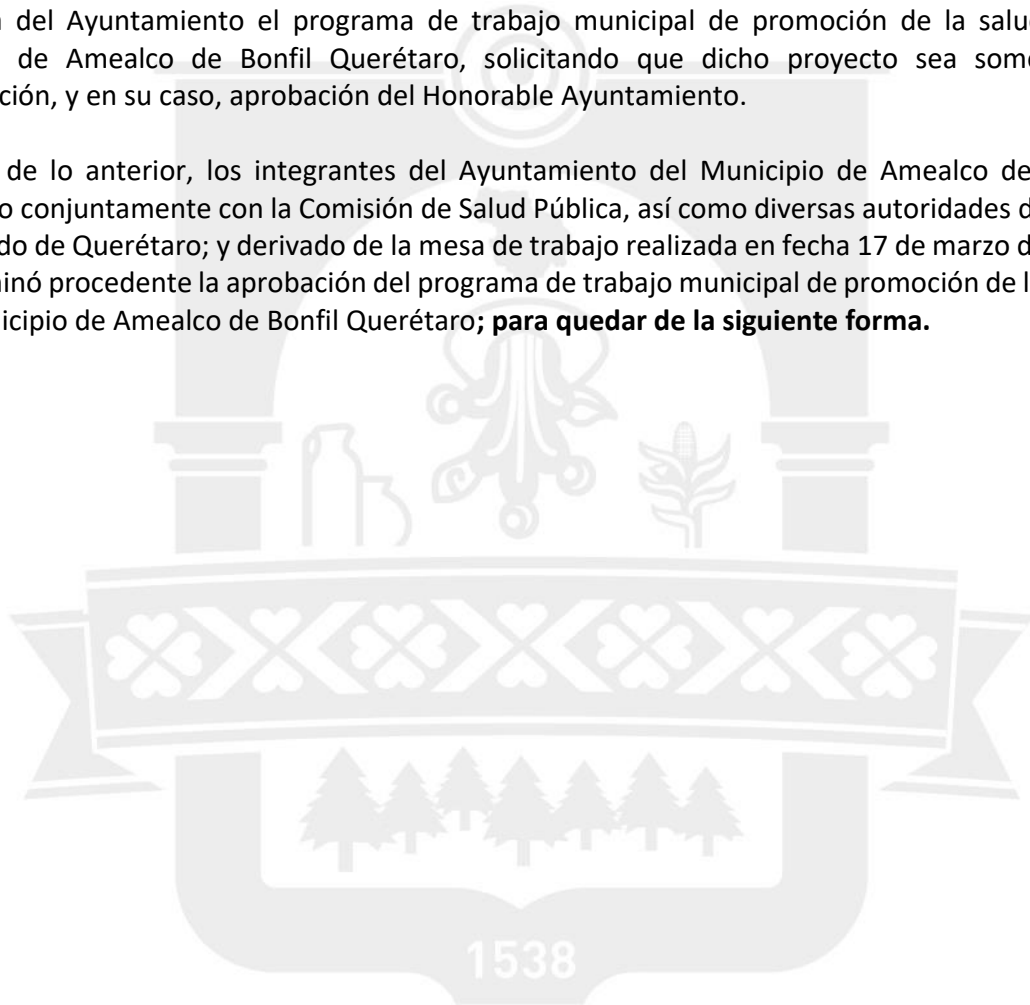 del Ayuntamiento el programa de trabajo municipal de promoción de la salud
de Amealco de Bonfil Querétaro, solicitando que dicho proyecto sea some
ción, y en su caso, aprobación del Honorable Ayuntamiento.
de lo anterior, los integrantes del Ayuntamiento del Municipio de Amealco de
o conjuntamente con la Comisión de Salud Pública, así como diversas autoridades d
do de Querétaro; y derivado de la mesa de trabajo realizada en fecha 17 de marzo d
inó procedente la aprobación del programa de trabajo municipal de promoción de l
icipio de Amealco de Bonfil Querétaro; para quedar de la siguiente forma.
1538